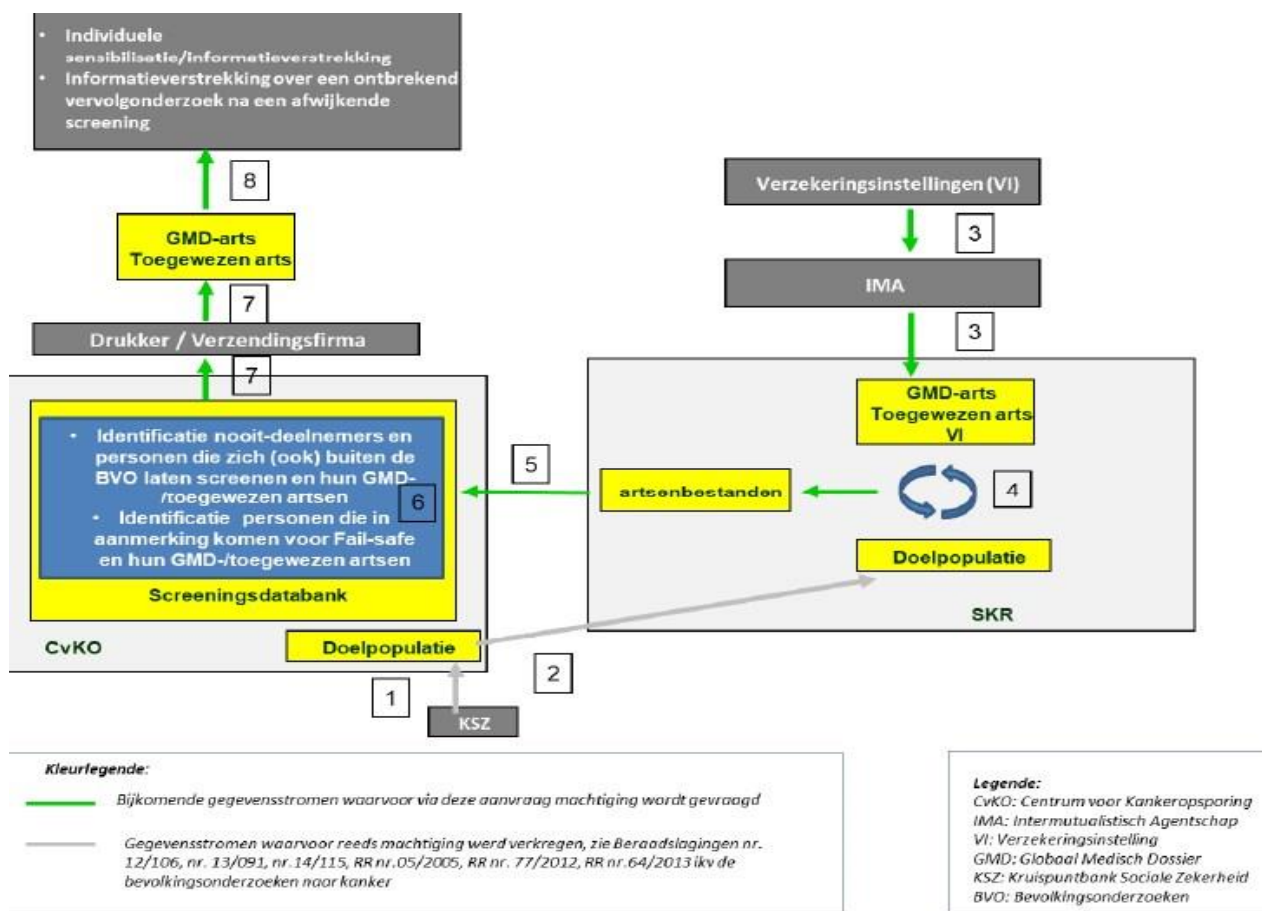 • Individuele
sensibilisatie/informatieverstrekking
• Informatieverstrekking over een ontbrekend
vervolgonderzoek na een afwijkende
screening
8
GMD-arts
Toegewezen arts
7
Drukker / Verzendingsfirma
7
• Identificatie nooit-deelnemers en
personen die zich (ook) buiten de
BVO laten screenen en hun GMD-
/toegewezen artsen
6
• Identificatie personen die in
aanmerking komen voor Fail-safe
en hun GMD-/toegewezen artsen
Screeningsdatabank
CvKO
Doelpopulatie
1
KSZ
2
5
Verzekeringsinstellingen (VI)
3
IMA
3
GMD-arts
Toegewezen arts
VI
artsenbestanden
4
Doelpopulatie
SKR
Kleurlegende:
Bijkomende gegevensstromen waarvoor via deze aanvraag machtiging wordt gevraagd
Gegevensstromen waarvoor reeds machtiging werd verkregen, zie Beraadslagingen nr.
12/106, nr. 13/091, nr.14/115, RR nr.05/2005, RR nr. 77/2012, RR nr.64/2013 ikv de
bevolkingsonderzoeken naar kanker
Legende:
CvKO: Centrum voor Kankeropsporing
IMA: Intermutualistisch Agentschap
VI: Verzekeringsinstelling
GMD: Globaal Medisch Dossier
KSZ: Kruispuntbank Sociale Zekerheid
BVO: Bevolkingsonderzoeken